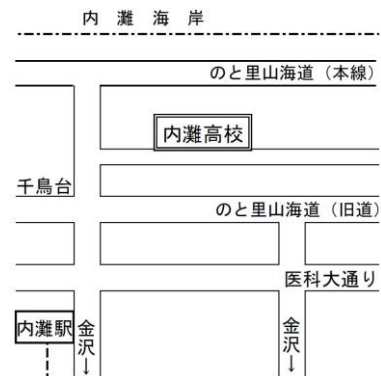 内灘海岸
のと里山海道（本線）
内灘高校
千鳥台
のと里山海道（旧道）
医科大通り
内灘駅
金沢↓
金沢↓